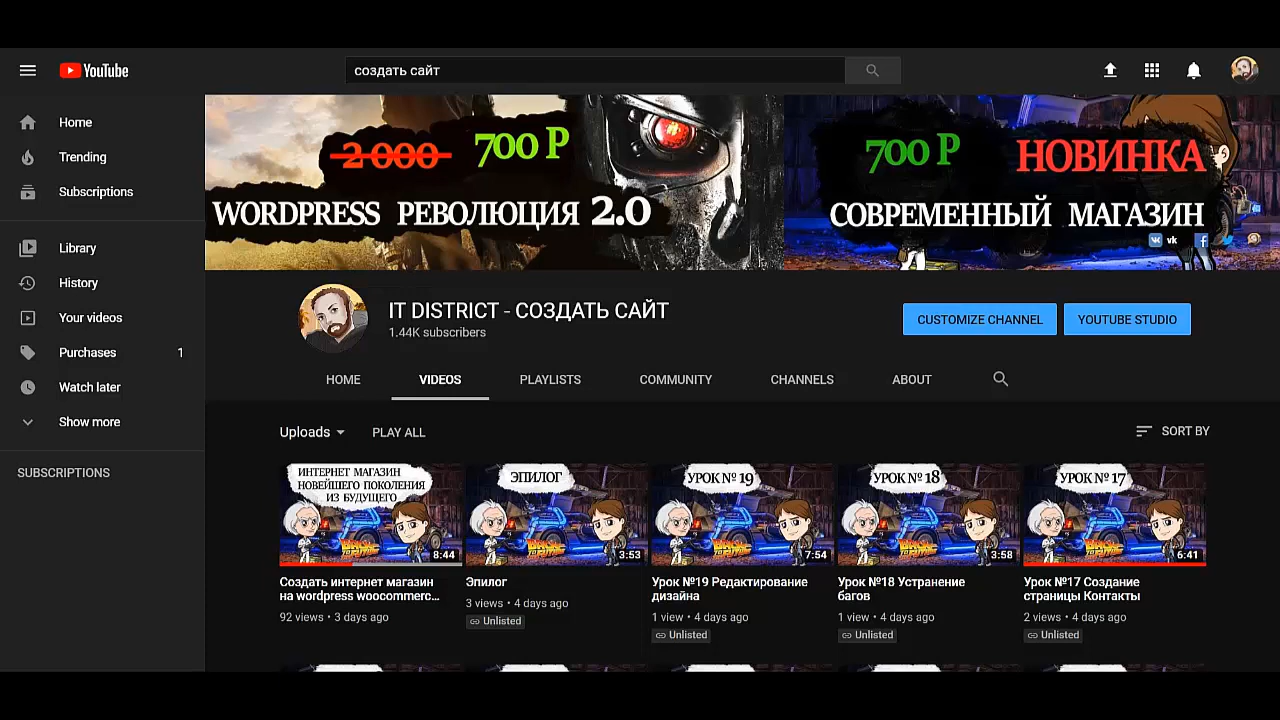 YouTube
создать сайт
Home
Trending
Subscriptions
Library
History
Your videos
Purchases 1
Watch later
Show more
SUBSCRIPTIONS
2 000 700 Р
WORDPRESS РЕВОЛЮЦИЯ 2.0
700 Р НОВИНКА
СОВРЕМЕННЫЙ МАГАЗИН
vk
IT DISTRICT - СОЗДАТЬ САЙТ
1.44K subscribers
CUSTOMIZE CHANNEL
YOUTUBE STUDIO
HOME VIDEOS PLAYLISTS COMMUNITY CHANNELS ABOUT
Uploads PLAY ALL SORT BY
ИНТЕРНЕТ МАГАЗИН
НОВЕЙШЕГО ПОКОЛЕНИЯ
ИЗ БУДУЩЕГО
8:44
Создать интернет магазин
на wordpress woocommerc...
92 views • 3 days ago
ЭПИЛОГ
3:53
Эпилог
3 views • 4 days ago
Unlisted
УРОК № 19
7:54
Урок №19 Редактирование
дизайна
1 view • 4 days ago
Unlisted
УРОК № 18
3:58
Урок №18 Устранение
багов
1 view • 4 days ago
Unlisted
УРОК № 17
6:41
Урок №17 Создание
страницы Контакты
2 views • 4 days ago
Unlisted